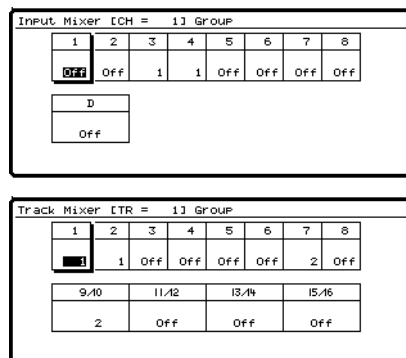 Input Mixer [CH = 1] Group
1 2 3 4 5 6 7 8
Off Off 1 1 Off Off Off Off
D
Off
Track Mixer [TR = 1] Group
1 2 3 4 5 6 7 8
1 1 Off Off Off Off 2 Off
9/10 11/12 13/14 15/16
2 Off Off Off